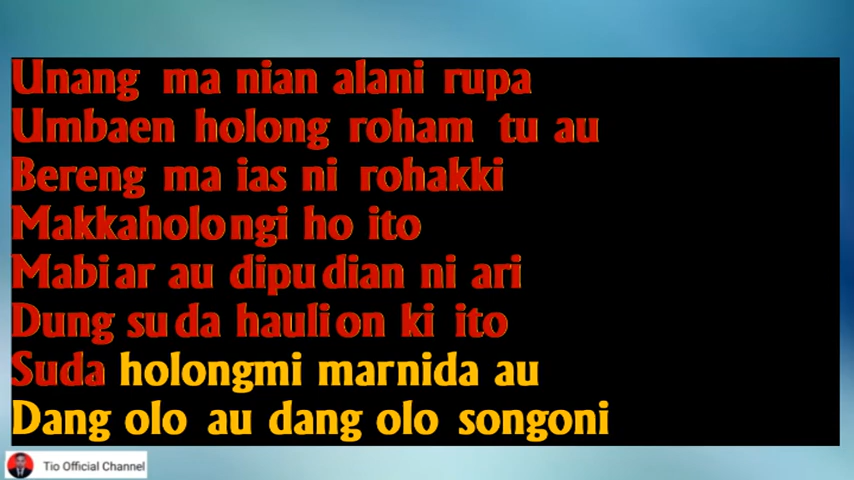 Unang ma nian alani rupa
Umbaen holong roham tu au
Bereng ma ias ni rohakki
Makkaholongi ho ito
Mabiar au dipudian ni ari
Dung suda haulion ki ito
Suda holongmi marnida au
Dang olo au dang olo songoni
Tio Official Channel